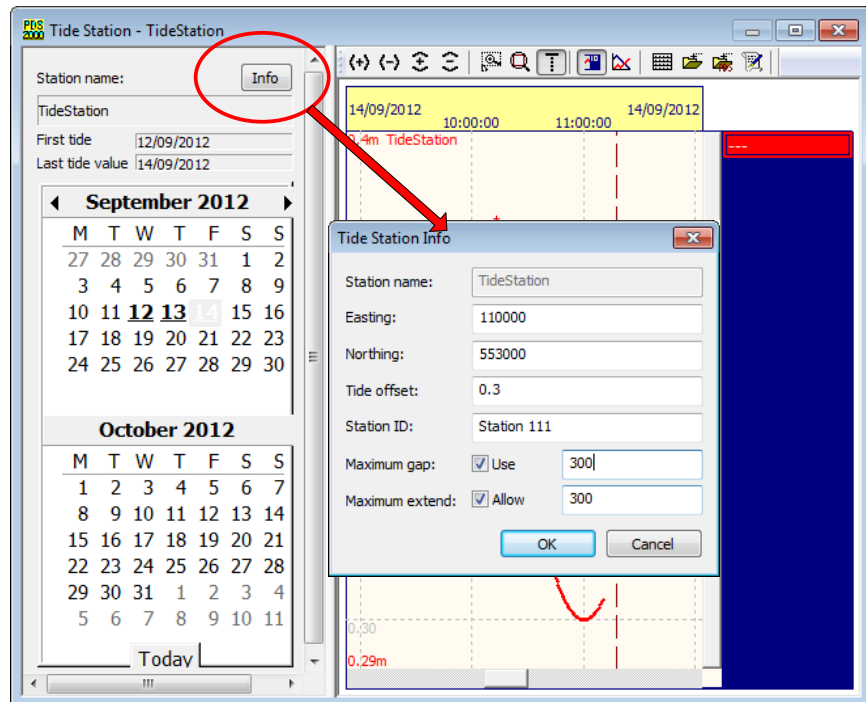 PDS 2000 Tide Station - TideStation
Station name: Info
TideStation
First tide 12/09/2012
Last tide value 14/09/2012
September 2012
M T W T F S S
27 28 29 30 31 1 2
3 4 5 6 7 8 9
10 11 12 13 14 15 16
17 18 19 20 21 22 23
24 25 26 27 28 29 30
October 2012
M T W T F S S
1 2 3 4 5 6 7
8 9 10 11 12 13 14
15 16 17 18 19 20 21
22 23 24 25 26 27 28
29 30 31 1 2 3 4
5 6 7 8 9 10 11
Today
14/09/2012 10:00:00 11:00:00 14/09/2012
0.4m TideStation
---
Tide Station Info
Station name: TideStation
Easting: 110000
Northing: 553000
Tide offset: 0.3
Station ID: Station 111
Maximum gap: Use 300
Maximum extend: Allow 300
OK Cancel
0.30
0.29m